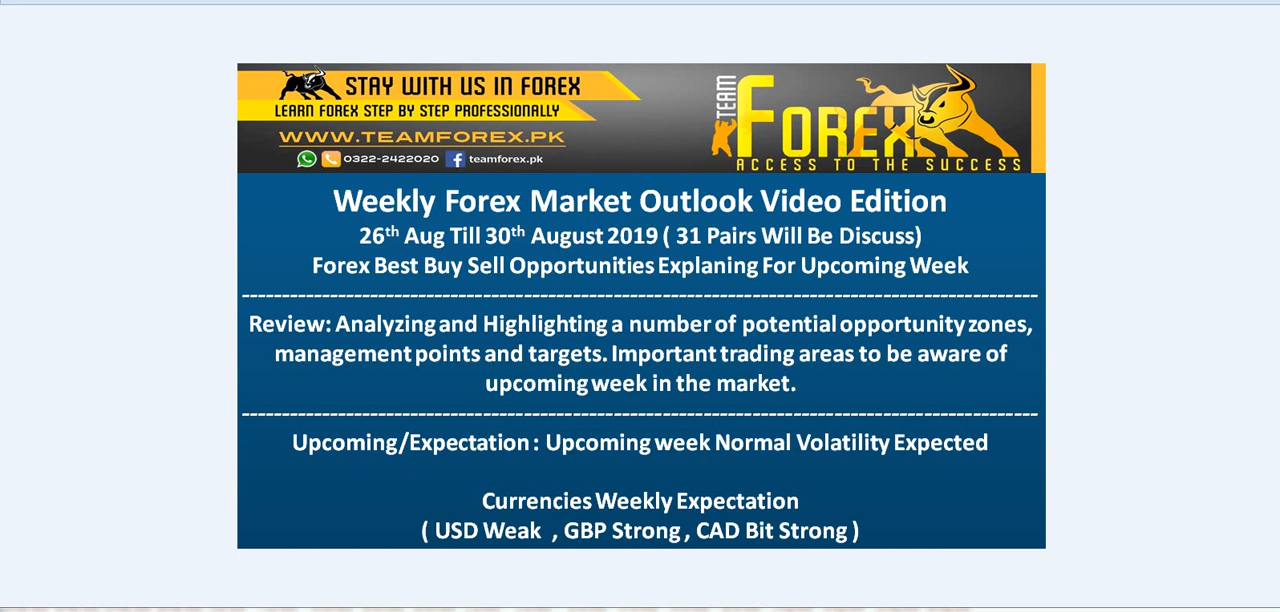 STAY WITH US IN FOREX
LEARN FOREX STEP BY STEP PROFESSIONALLY
WWW.TEAMFOREX.PK
0322-2422020 teamforex.pk
TEAM
FOREX
ACCESS TO THE SUCCESS
Weekly Forex Market Outlook Video Edition
26th Aug Till 30th August 2019 ( 31 Pairs Will Be Discuss)
Forex Best Buy Sell Opportunities Explaning For Upcoming Week
Review: Analyzing and Highlighting a number of potential opportunity zones,
management points and targets. Important trading areas to be aware of
upcoming week in the market.
Upcoming/Expectation : Upcoming week Normal Volatility Expected
Currencies Weekly Expectation
( USD Weak , GBP Strong , CAD Bit Strong )